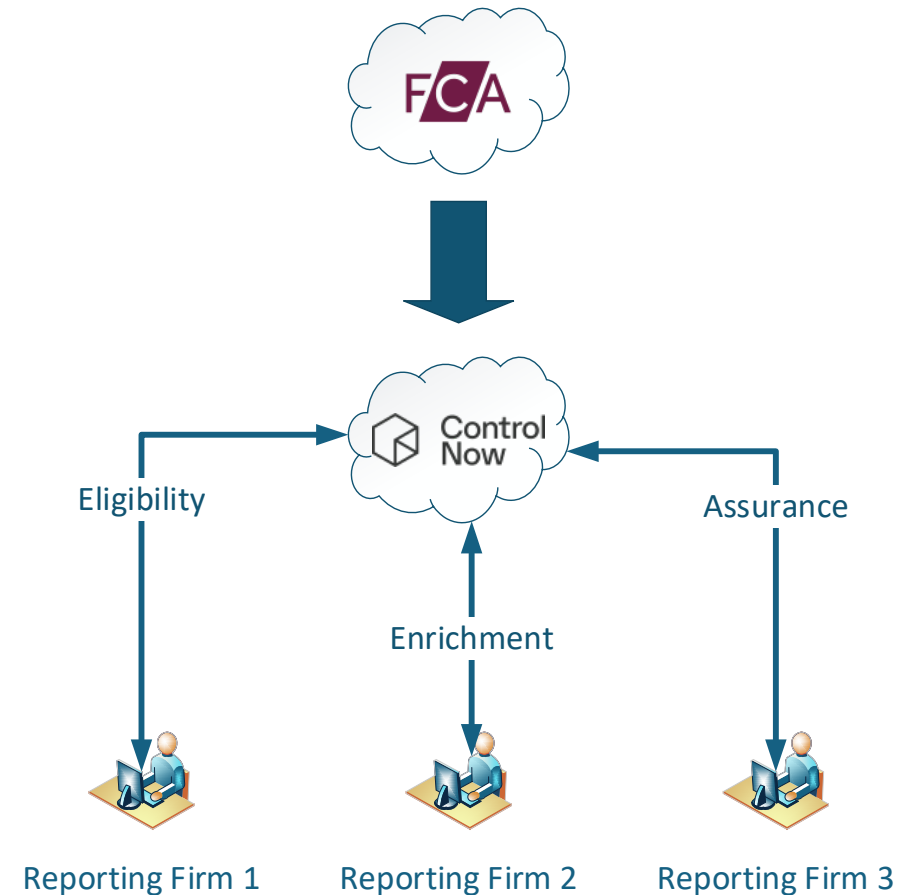 FCA
Control
Now
Eligibility
Assurance
Enrichment
Reporting Firm 1
Reporting Firm 2
Reporting Firm 3